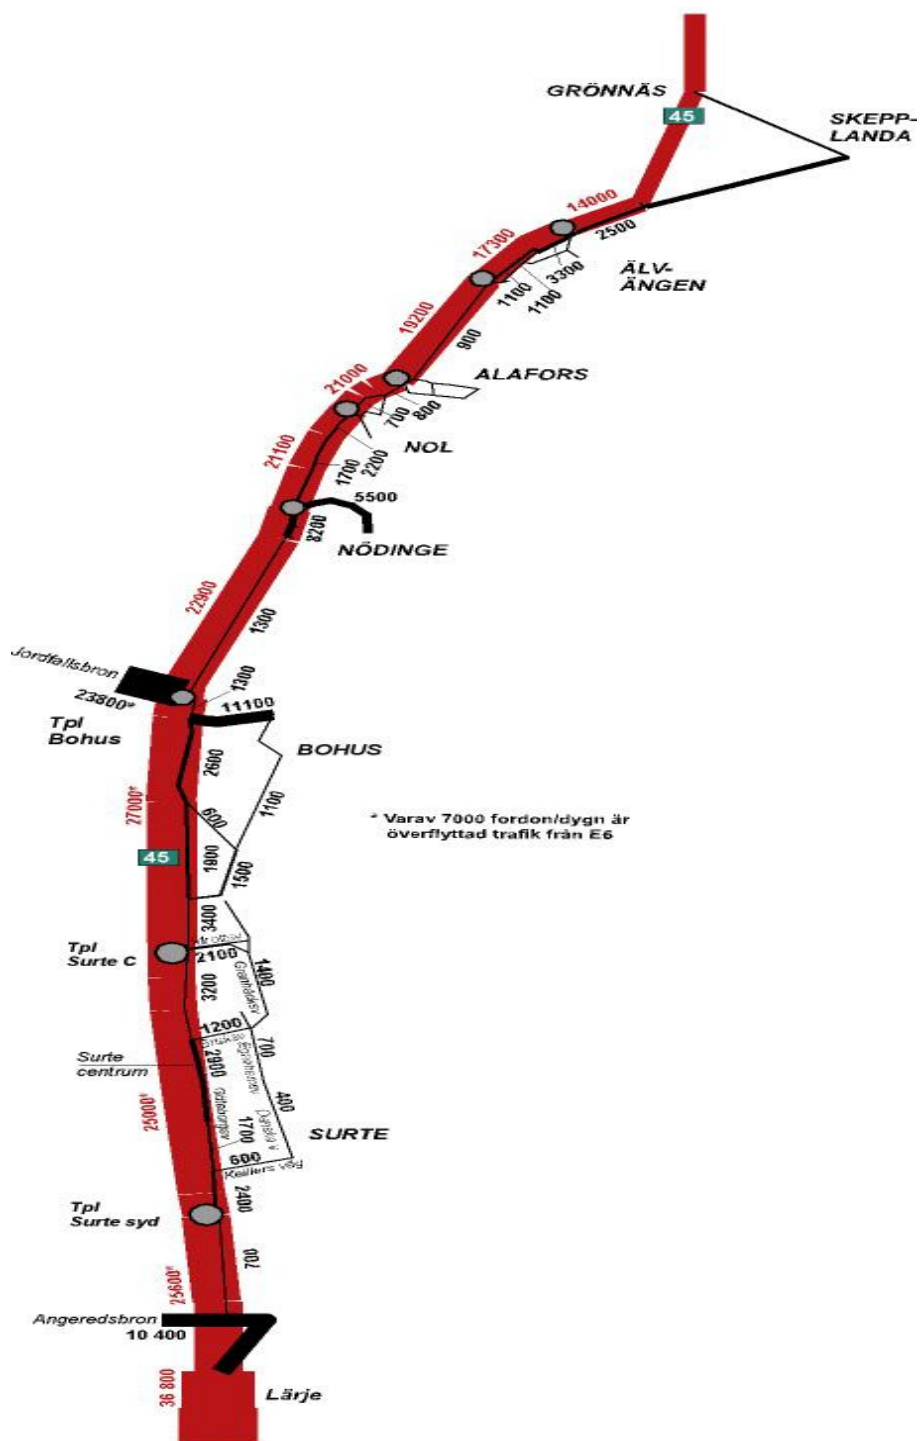 GRÖNNÄS
45
SKEPP-
LANDA
14000
17300
2500
3300
ÄLV-
ÄNGEN
1100
1100
19200
900
21000
ALAFORS
800
700
NOL
21100
2200
1700
5500
8200
NÖDINGE
22900
1300
Jordfallsbron
23800*
1300
11100
Tpl
Bohus
BOHUS
2600
27000*
600
1100
* Varav 7000 fordon/dygn är
överflyttad trafik från E6
45
1900
1500
3400
Tpl
Surte C
2100
1400
3200
1200
700
Surte
centrum
2900
400
25000*
1700
SURTE
600
Keillers väg
2400
Tpl
Surte syd
700
25600*
Angeredsbron
10 400
36 800
Lärje